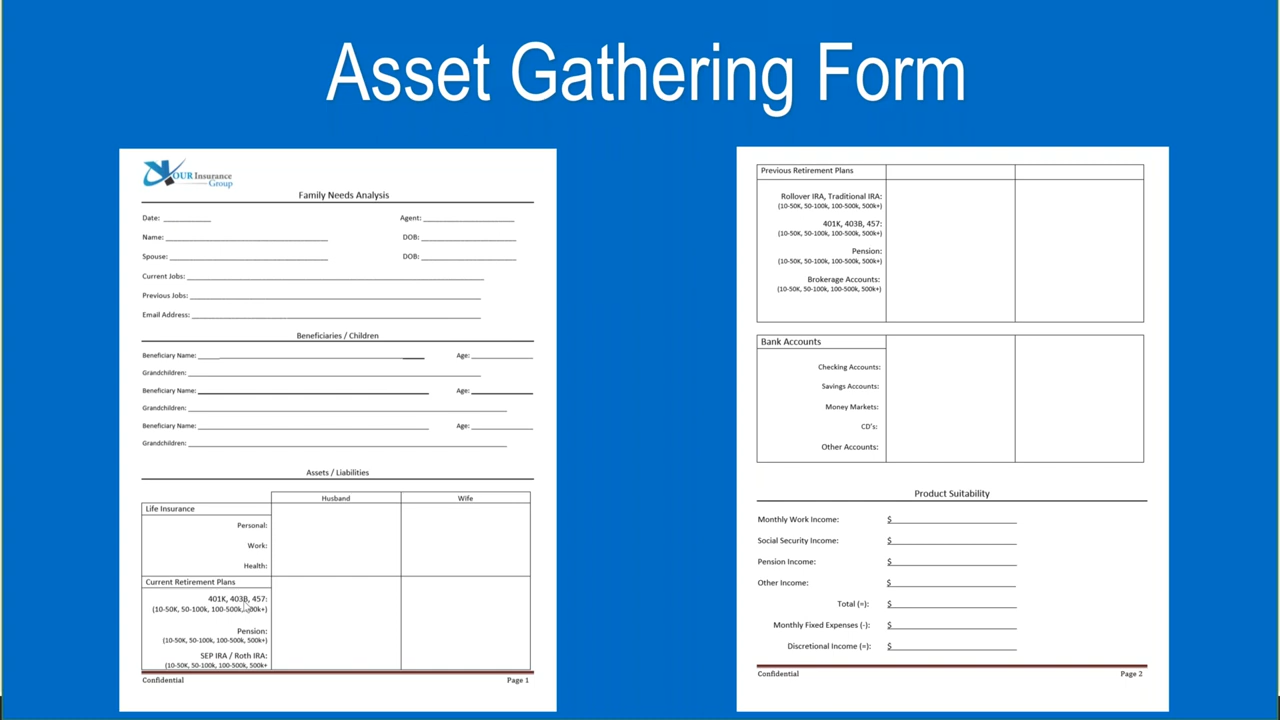 Asset Gathering Form
YOUR Insurance
Group
Family Needs Analysis
Date: Agent:
Name: DOB:
Spouse: DOB:
Current Jobs:
Previous Jobs:
Email Address:
Beneficiaries / Children
Beneficiary Name: Age:
Grandchildren:
Beneficiary Name: Age:
Grandchildren:
Beneficiary Name: Age:
Grandchildren:
Assets / Liabilities
Husband Wife
Life Insurance
Personal:
Work:
Health:
Current Retirement Plans
401K, 403B, 457:
(10-50K, 50-100k, 100-500k, 500k+)
Pension:
(10-50K, 50-100k, 100-500k, 500k+)
SEP IRA / Roth IRA:
(10-50K, 50-100k, 100-500k, 500k+
Confidential Page 1
Previous Retirement Plans
Rollover IRA, Traditional IRA:
(10-50K, 50-100k, 100-500k, 500k+)
401K, 403B, 457:
(10-50K, 50-100k, 100-500k, 500k+)
Pension:
(10-50K, 50-100k, 100-500k, 500k+)
Brokerage Accounts:
(10-50K, 50-100k, 100-500k, 500k+)
Bank Accounts
Checking Accounts:
Savings Accounts:
Money Markets:
CD's:
Other Accounts:
Product Suitability
Monthly Work Income: $
Social Security Income: $
Pension Income: $
Other Income: $
Total (=): $
Monthly Fixed Expenses (-): $
Discretional Income (=): $
Confidential Page 2